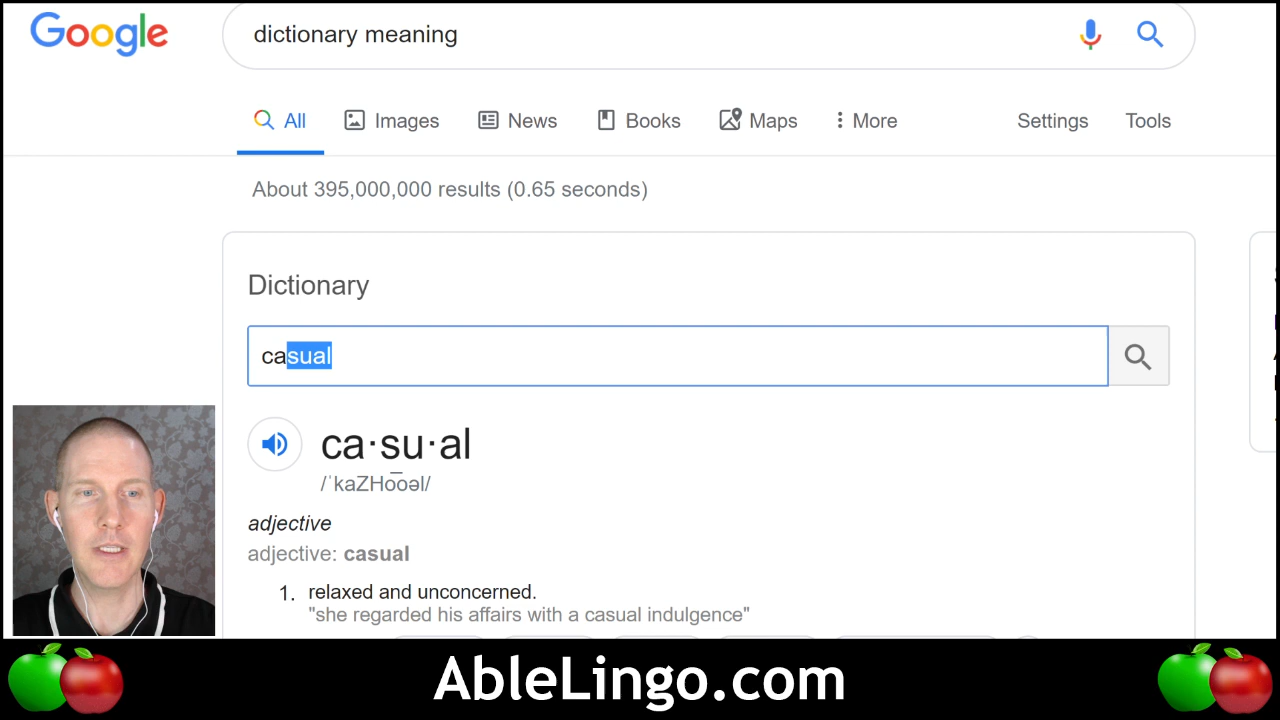 Google dictionary meaning
All Images News Books Maps More Settings Tools
About 395,000,000 results (0.65 seconds)
Dictionary
casual
ca·su·al
/ˈkaZHo͞oəl/
adjective
adjective: casual
1. relaxed and unconcerned.
"she regarded his affairs with a casual indulgence"
AbleLingo.com